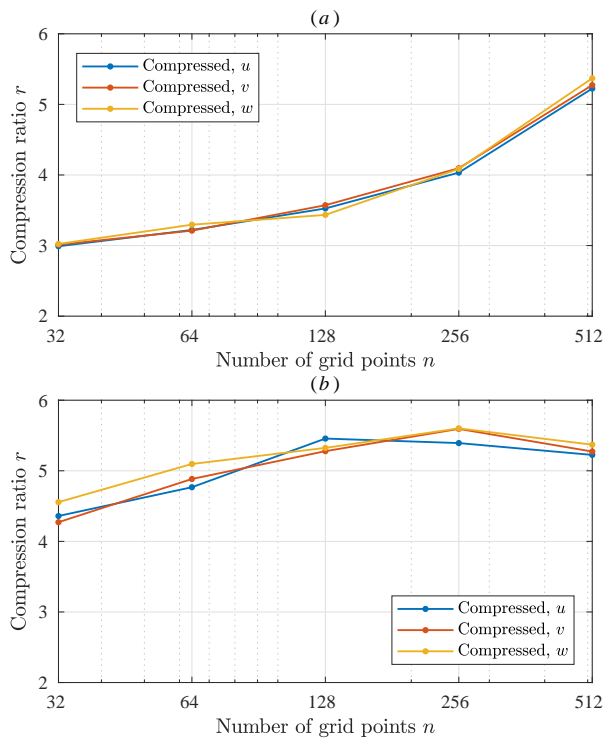 (a)
6
5
4
3
2
Compression ratio r
Compressed, u
Compressed, v
Compressed, w
32 64 128 256 512
Number of grid points n
(b)
6
5
4
3
2
Compression ratio r
Compressed, u
Compressed, v
Compressed, w
32 64 128 256 512
Number of grid points n